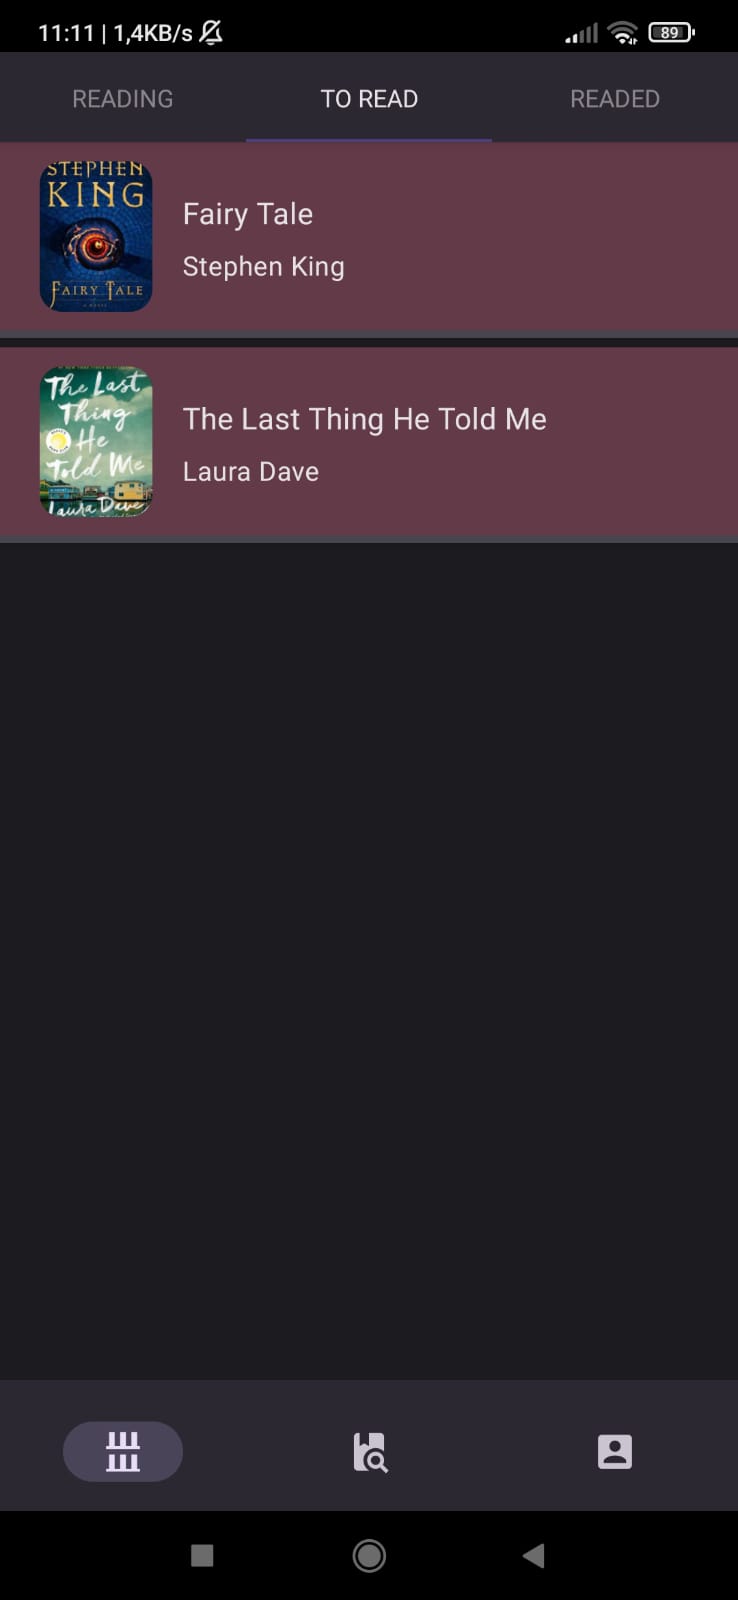 11:11 | 1,4KB/s
89
READING
TO READ
READED
STEPHEN
KING
FAIRY TALE
Fairy Tale
Stephen King
The Last
Thing
He
Told Me
Laura Dave
The Last Thing He Told Me
Laura Dave